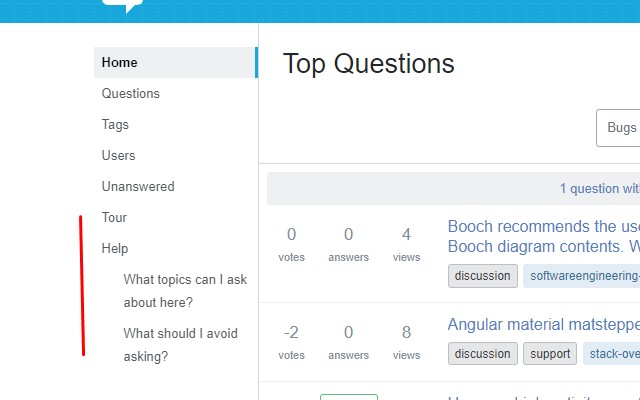 Home
Questions
Tags
Users
Unanswered
Tour
Help
What topics can I ask
about here?
What should I avoid
asking?
Top Questions
Bugs
1 question wit
0 0 4
votes answers views
Booch recommends the use
Booch diagram contents. W
discussion softwareengineering-
-2 0 8
votes answers views
Angular material matsteppe
discussion support stack-ove